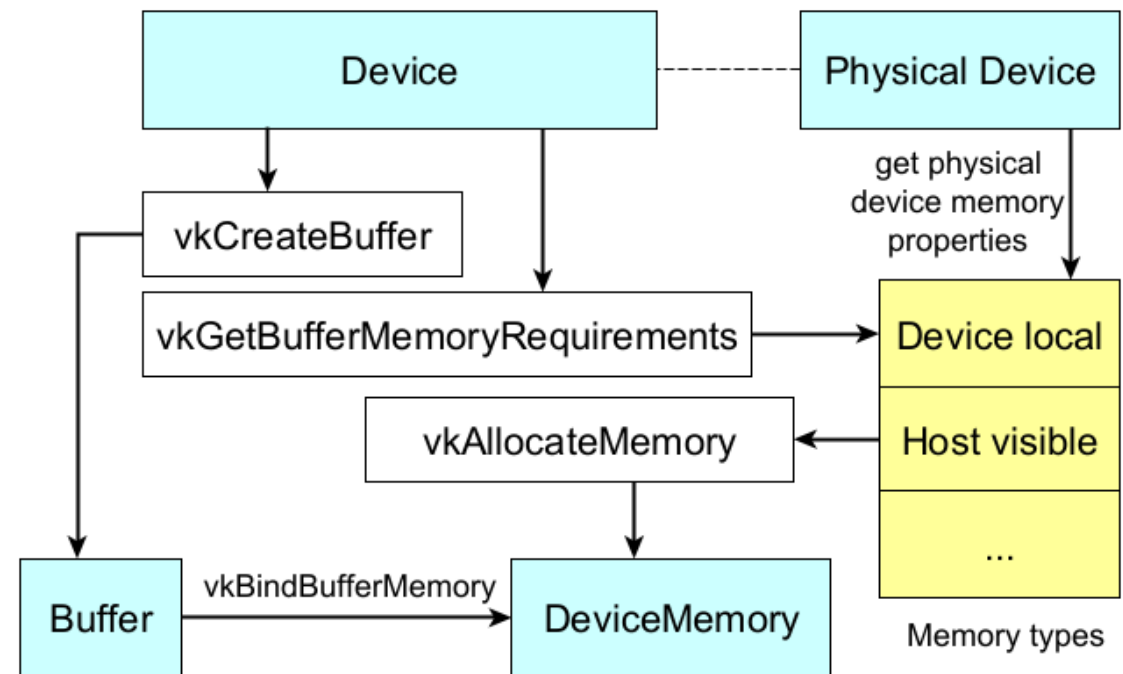 Device
Physical Device
get physical
device memory
properties
vkCreateBuffer
vkGetBufferMemoryRequirements
Device local
vkAllocateMemory
Host visible
...
vkBindBufferMemory
Buffer
DeviceMemory
Memory types